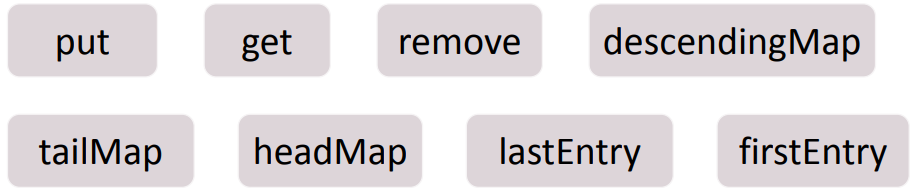 put get remove descendingMap
tailMap headMap lastEntry firstEntry